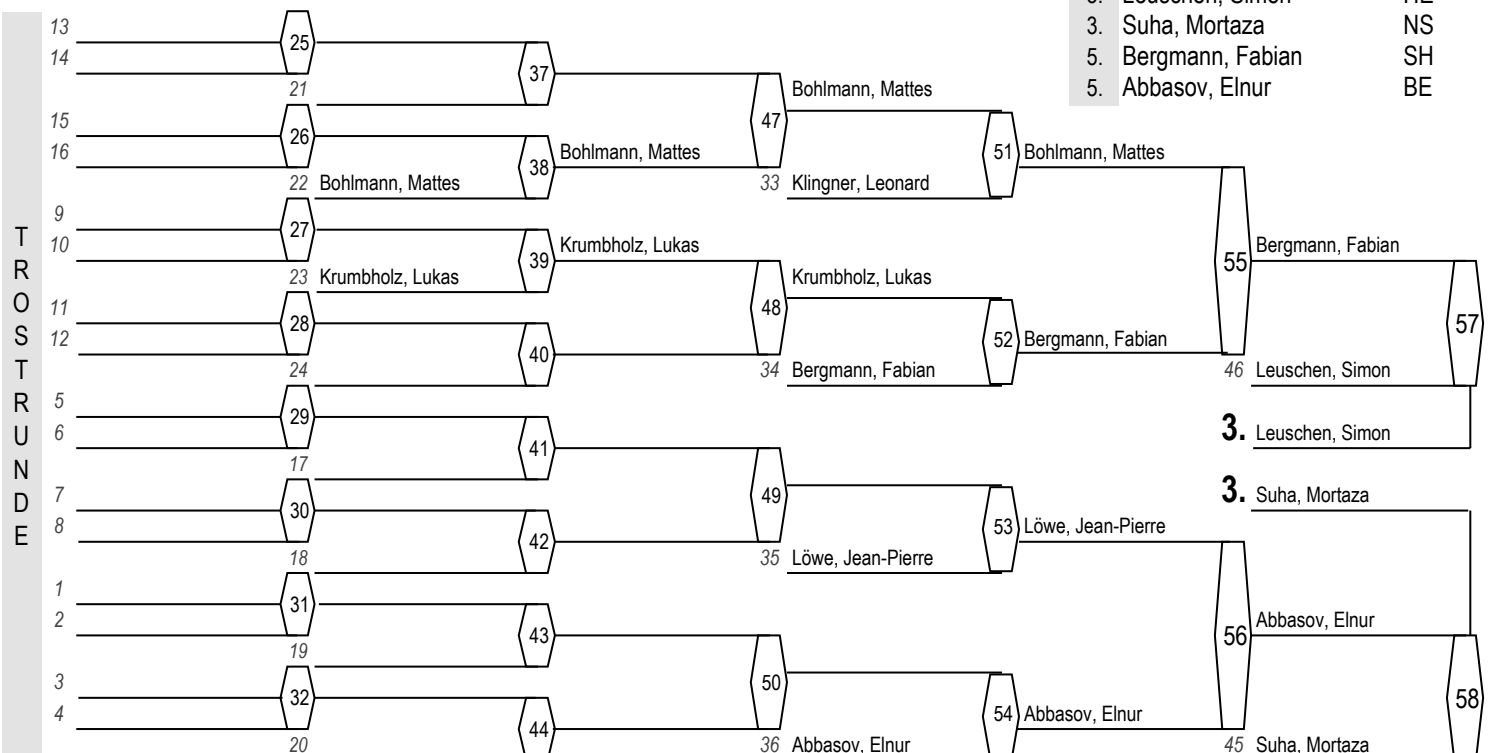 3. Suha, Mortaza NS
5. Bergmann, Fabian SH
5. Abbasov, Elnur BE
TROSTRUNDE
13
14
25
21
37
15
16
26
22 Bohlmann, Mattes
38 Bohlmann, Mattes
47 Bohlmann, Mattes
33 Klingner, Leonard
51 Bohlmann, Mattes
9
10
27
23 Krumbholz, Lukas
39 Krumbholz, Lukas
11
12
28
24
40
48 Krumbholz, Lukas
34 Bergmann, Fabian
52 Bergmann, Fabian
55 Bergmann, Fabian
46 Leuschen, Simon
57
3. Leuschen, Simon
5
6
29
17
41
7
8
30
18
42
49
35 Löwe, Jean-Pierre
53 Löwe, Jean-Pierre
3. Suha, Mortaza
1
2
31
19
43
3
4
32
20
44
50
36 Abbasov, Elnur
54 Abbasov, Elnur
56 Abbasov, Elnur
45 Suha, Mortaza
58